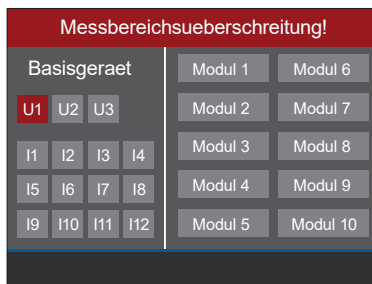 Messbereichsueberschreitung!
Basisgeraet
U1 U2 U3
I1 I2 I3 I4
I5 I6 I7 I8
I9 I10 I11 I12
Modul 1 Modul 6
Modul 2 Modul 7
Modul 3 Modul 8
Modul 4 Modul 9
Modul 5 Modul 10